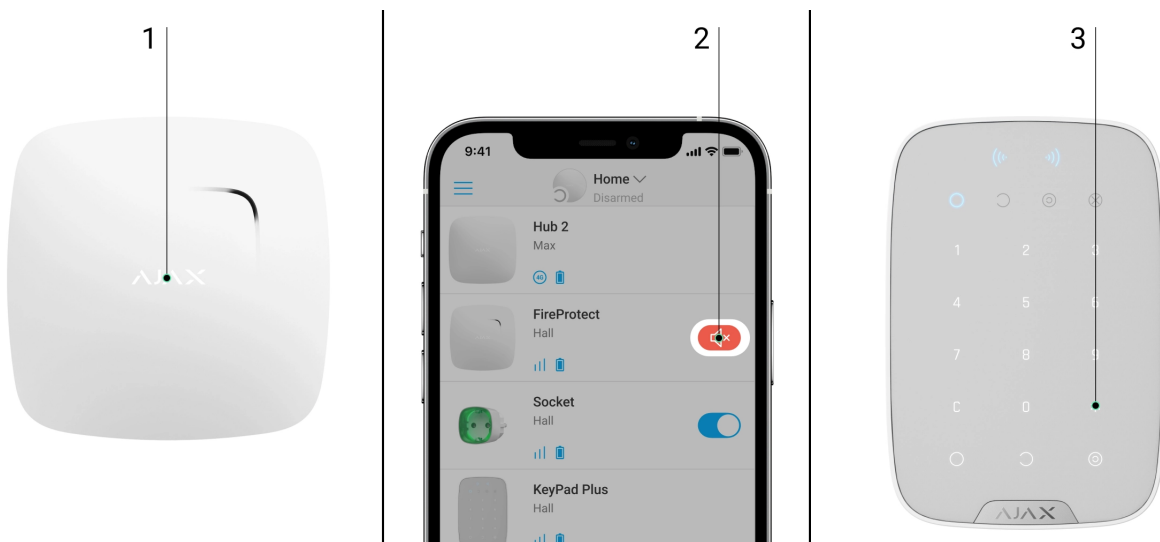 1
AJAX
2
9:41
Home
Disarmed
Hub 2
Max
4G
FireProtect
Hall
Socket
Hall
KeyPad Plus
Hall
3
1 2 3
4 5 6
7 8 9
C 0
AJAX